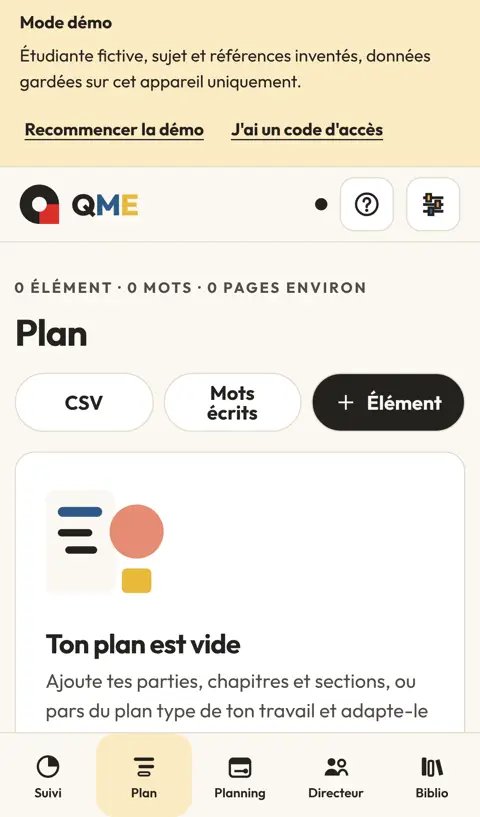 Mode démo
Étudiante fictive, sujet et références inventés, données
gardées sur cet appareil uniquement.
Recommencer la démo J'ai un code d'accès
QME
0 ÉLÉMENT · 0 MOTS · 0 PAGES ENVIRON
Plan
CSV
Mots
écrits
+ Élément
Ton plan est vide
Ajoute tes parties, chapitres et sections, ou
pars du plan type de ton travail et adapte-le
Suivi Plan Planning Directeur Biblio